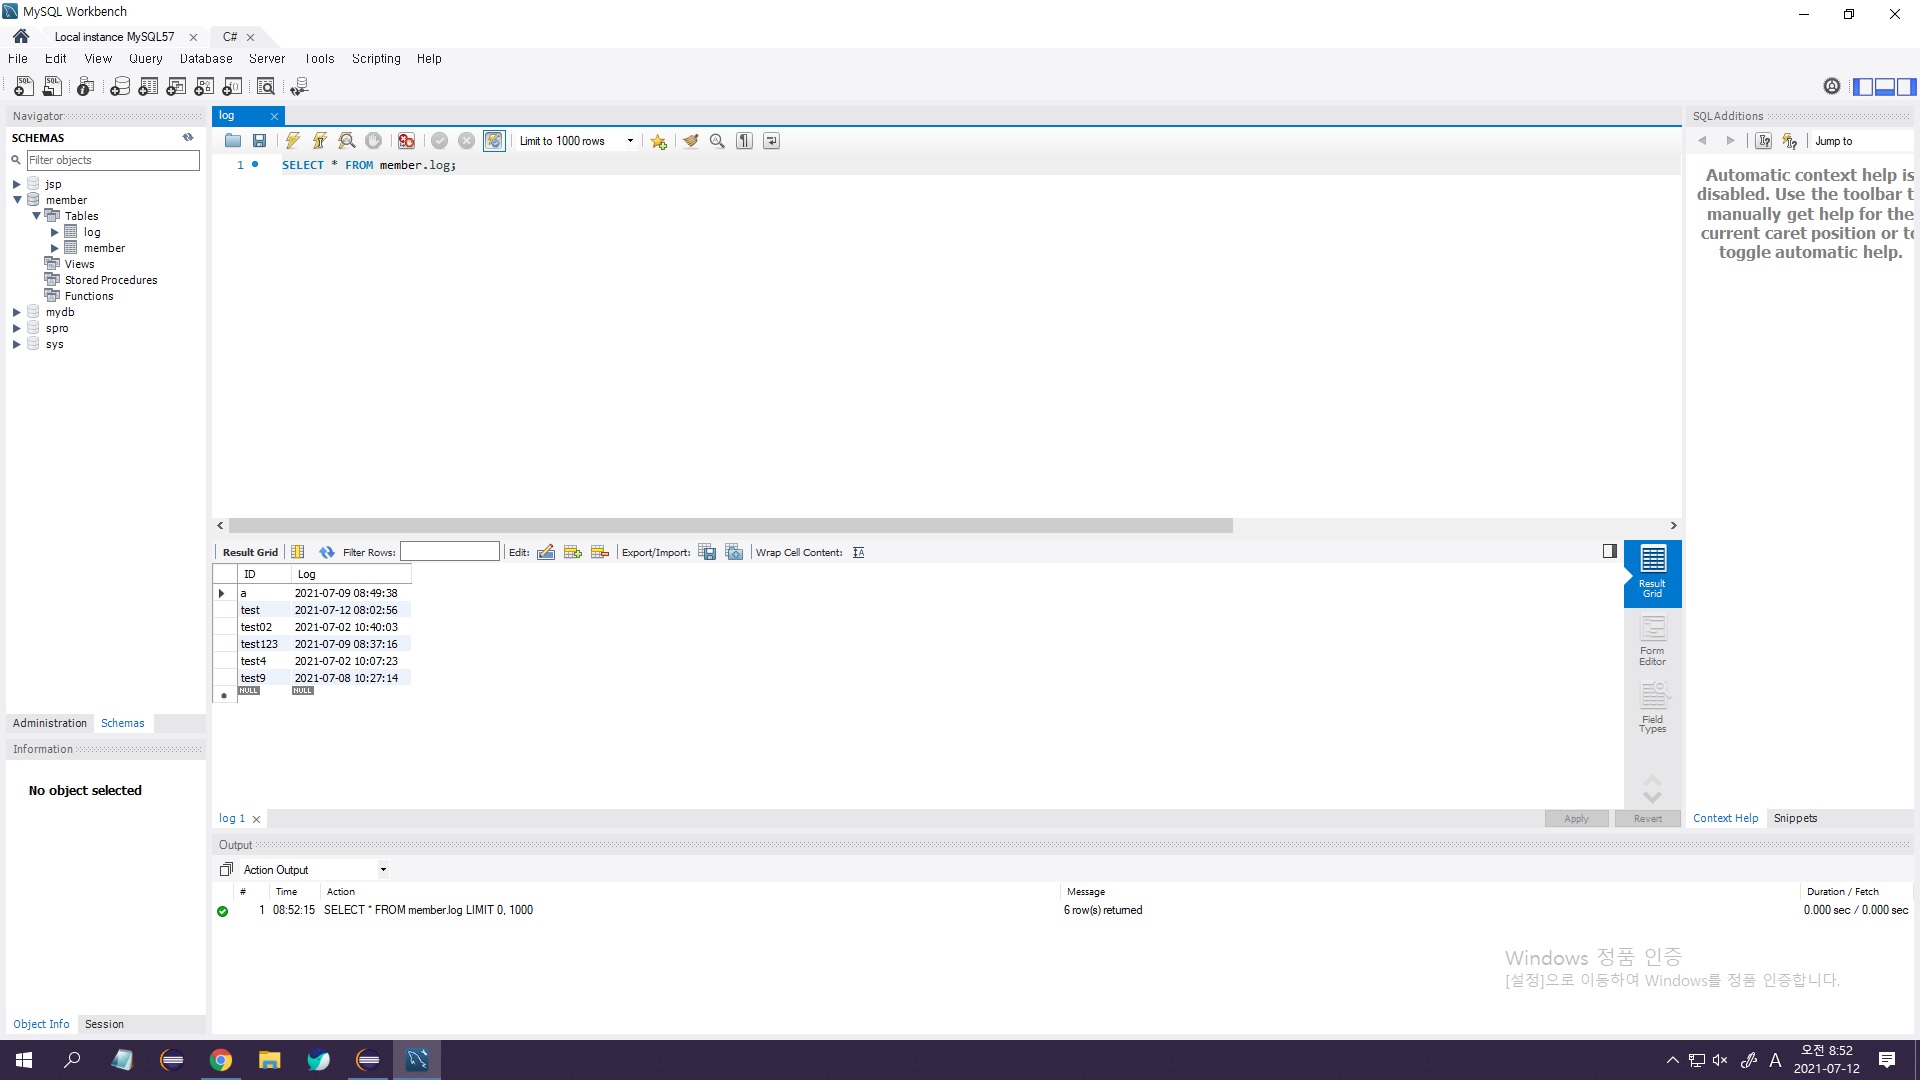 MySQL Workbench
Local instance MySQL57
C#
File Edit View Query Database Server Tools Scripting Help
Navigator
SCHEMAS
Filter objects
jsp
member
Tables
log
member
Views
Stored Procedures
Functions
mydb
spro
sys
Administration Schemas
Information
No object selected
Object Info Session
log
Limit to 1000 rows
1 SELECT * FROM member.log;
Result Grid Filter Rows: Edit: Export/Import: Wrap Cell Content:
ID Log
a 2021-07-09 08:49:38
test 2021-07-12 08:02:56
test02 2021-07-02 10:40:03
test123 2021-07-09 08:37:16
test4 2021-07-02 10:07:23
test9 2021-07-08 10:27:14
NULL NULL
Result
Grid
Form
Editor
Field
Types
log 1
Apply Revert
SQLAdditions
Jump to
Automatic context help is
disabled. Use the toolbar t
manually get help for the
current caret position or to
toggle automatic help.
Context Help Snippets
Output
Action Output
# Time Action Message Duration / Fetch
1 08:52:15 SELECT * FROM member.log LIMIT 0, 1000 6 row(s) returned 0.000 sec / 0.000 sec
Windows 정품 인증
[설정]으로 이동하여 Windows를 정품 인증합니다.
A
오전 8:52
2021-07-12